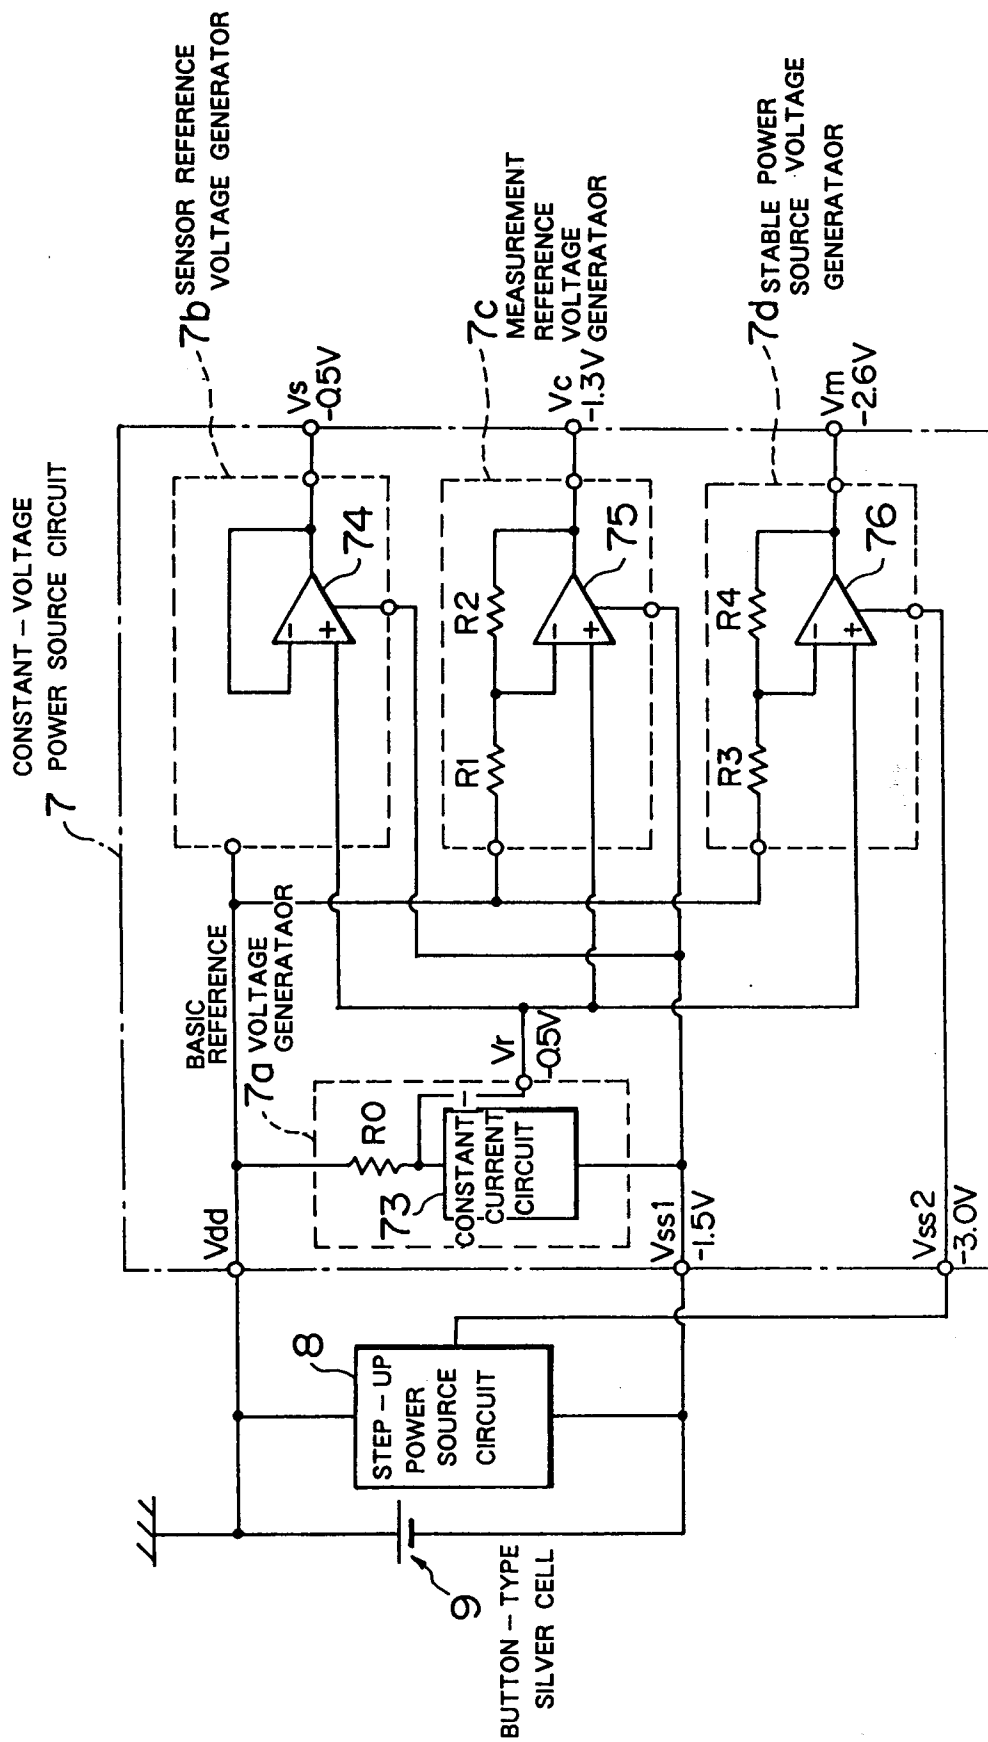 CONSTANT-VOLTAGE
POWER SOURCE CIRCUIT
7
7b SENSOR REFERENCE
VOLTAGE GENERATOR
Vs
-0.5V
74
-
+
7c MEASUREMENT
REFERENCE
VOLTAGE
GENERATAOR
Vc
-1.3V
R1
R2
75
-
+
7d STABLE POWER
SOURCE VOLTAGE
GENERATAOR
Vm
-2.6V
R3
R4
76
-
+
BASIC
REFERENCE
7a VOLTAGE
GENERATAOR
R0
73
CONSTANT-
CURRENT
CIRCUIT
Vr
-0.5V
Vdd
Vss1
-1.5V
Vss2
-3.0V
8
STEP-UP
POWER
SOURCE
CIRCUIT
9
BUTTON-TYPE
SILVER CELL